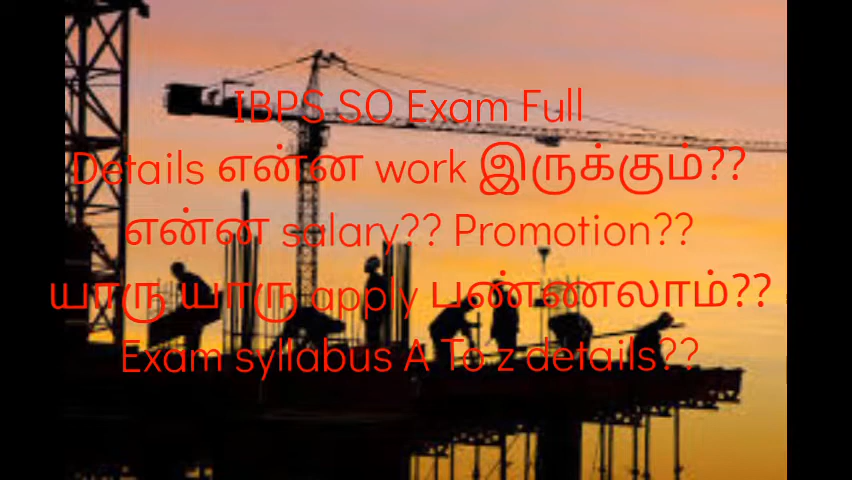 IBPS SO Exam Full
Details என்ன work இருக்கும்??
என்ன salary?? Promotion??
யாரு யாரு apply பண்ணலாம்??
Exam syllabus A To z details??